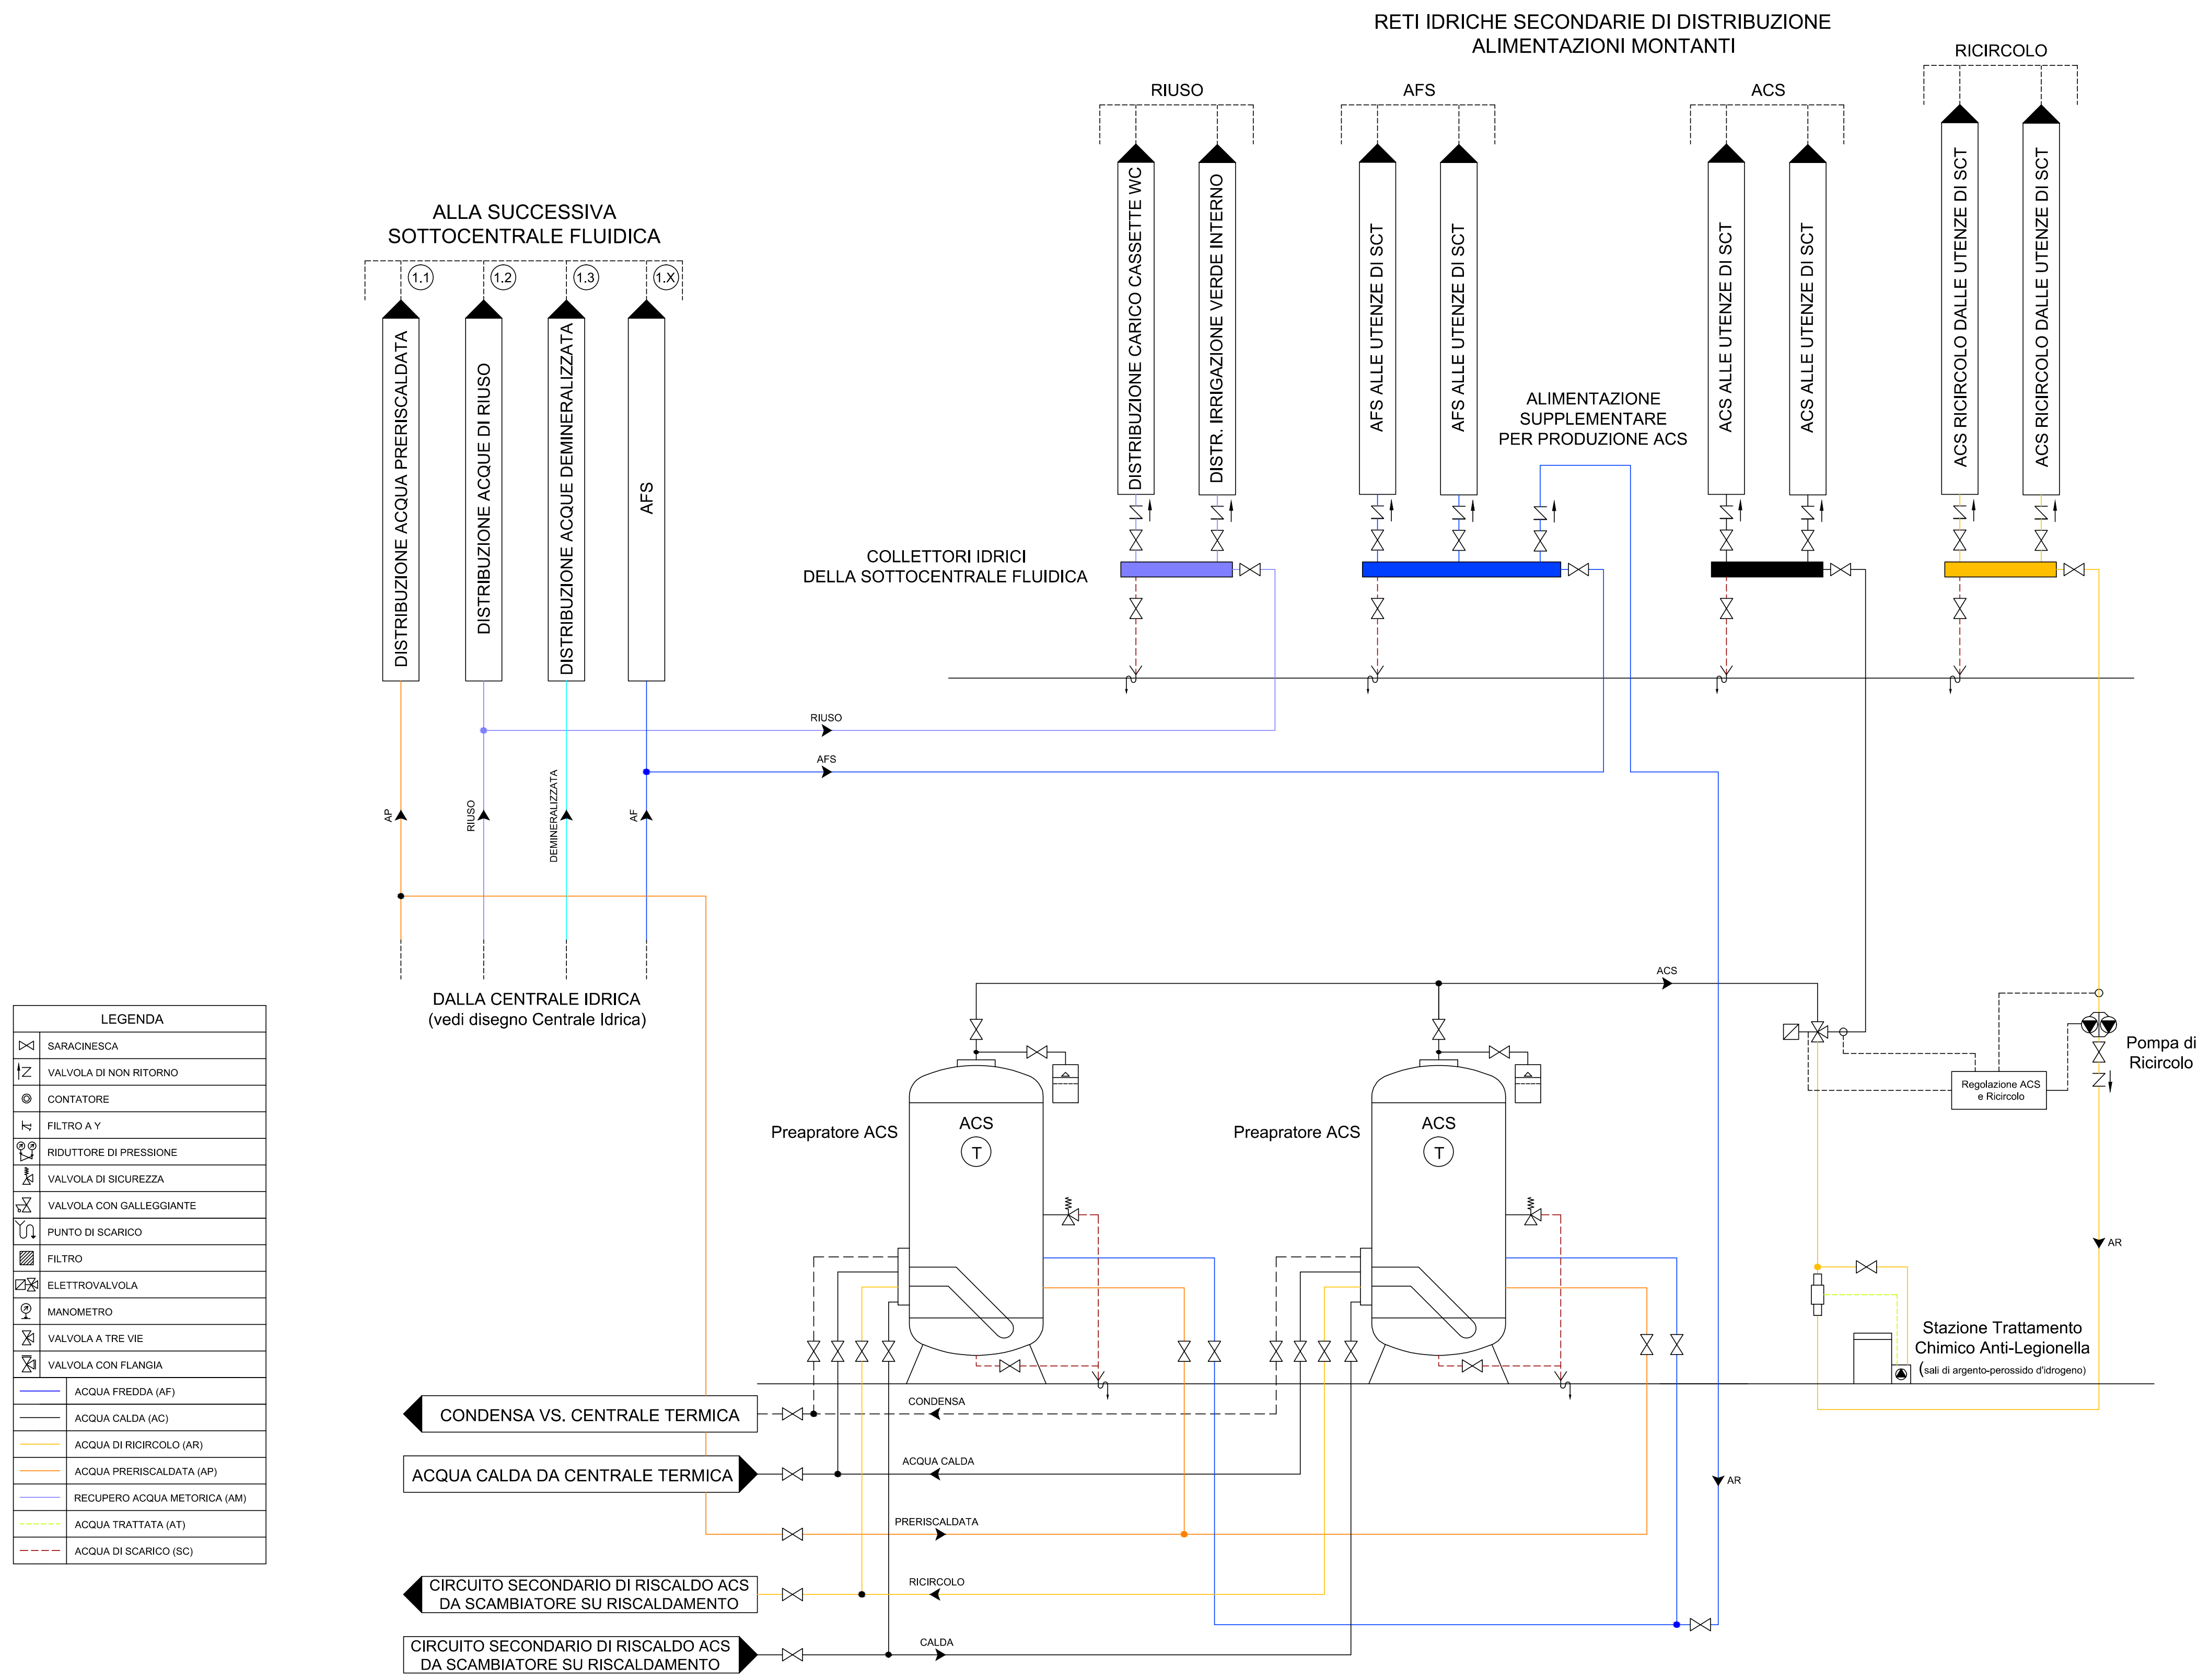 RETI IDRICHE SECONDARIE DI DISTRIBUZIONE
ALIMENTAZIONI MONTANTI
RIUSO
AFS
ACS
RICIRCOLO
DISTRIBUZIONE CARICO CASSETTE WC
DISTR. IRRIGAZIONE VERDE INTERNO
AFS ALLE UTENZE DI SCT
AFS ALLE UTENZE DI SCT
ACS ALLE UTENZE DI SCT
ACS ALLE UTENZE DI SCT
ACS RICIRCOLO DALLE UTENZE DI SCT
ACS RICIRCOLO DALLE UTENZE DI SCT
ALLA SUCCESSIVA
SOTTOCENTRALE FLUIDICA
1.1
1.2
1.3
1.X
DISTRIBUZIONE ACQUA PRERISCALDATA
DISTRIBUZIONE ACQUE DI RIUSO
DISTRIBUZIONE ACQUE DEMINERALIZZATA
AFS
ALIMENTAZIONE
SUPPLEMENTARE
PER PRODUZIONE ACS
COLLETTORI IDRICI
DELLA SOTTOCENTRALE FLUIDICA
RIUSO
AFS
AP
RIUSO
DEMINERALIZZATA
AF
DALLA CENTRALE IDRICA
(vedi disegno Centrale Idrica)
ACS
Pompa di
Ricircolo
Regolazione ACS
e Ricircolo
Preapratore ACS
ACS
T
Preapratore ACS
ACS
T
AR
Stazione Trattamento
Chimico Anti-Legionella
(sali di argento-perossido d'idrogeno)
CONDENSA VS. CENTRALE TERMICA
CONDENSA
ACQUA CALDA DA CENTRALE TERMICA
ACQUA CALDA
AR
PRERISCALDATA
CIRCUITO SECONDARIO DI RISCALDO ACS
DA SCAMBIATORE SU RISCALDAMENTO
RICIRCOLO
CIRCUITO SECONDARIO DI RISCALDO ACS
DA SCAMBIATORE SU RISCALDAMENTO
CALDA
LEGENDA
SARACINESCA
VALVOLA DI NON RITORNO
CONTATORE
FILTRO A Y
RIDUTTORE DI PRESSIONE
VALVOLA DI SICUREZZA
VALVOLA CON GALLEGGIANTE
PUNTO DI SCARICO
FILTRO
ELETTROVALVOLA
MANOMETRO
VALVOLA A TRE VIE
VALVOLA CON FLANGIA
ACQUA FREDDA (AF)
ACQUA CALDA (AC)
ACQUA DI RICIRCOLO (AR)
ACQUA PRERISCALDATA (AP)
RECUPERO ACQUA METORICA (AM)
ACQUA TRATTATA (AT)
ACQUA DI SCARICO (SC)